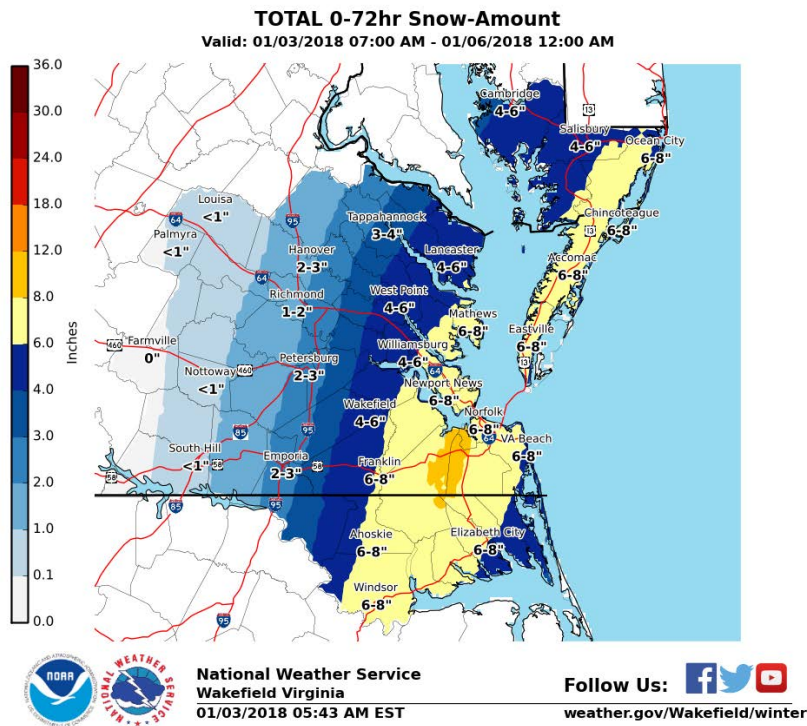 TOTAL 0-72hr Snow-Amount
Valid: 01/03/2018 07:00 AM - 01/06/2018 12:00 AM
36.0
30.0
24.0
18.0
12.0
8.0
6.0
4.0
3.0
2.0
1.0
0.1
0.0
Inches
Cambridge
4-6"
13
Salisbury
4-6"
Ocean City
6-8"
Louisa
<1"
64
95
Tappahannock
3-4"
Chincoteague
6-8"
13
Palmyra
<1"
Hanover
2-3"
64
Lancaster
4-6"
Accomac
6-8"
Richmond
1-2"
West Point
4-6"
Mathews
6-8"
Eastville
6-8"
13
Farmville
0"
460
Petersburg
2-3"
Williamsburg
4-6"
64
Nottoway
<1"
460
Newport News
6-8"
Wakefield
4-6"
95
Norfolk
6-8"
64
VA Beach
6-8"
85
South Hill
<1"
58
58
Emporia
2-3"
58
Franklin
6-8"
85
95
Ahoskie
6-8"
Elizabeth City
6-8"
Windsor
6-8"
95
NOAA
NATIONAL WEATHER SERVICE
National Weather Service
Wakefield Virginia
01/03/2018 05:43 AM EST
Follow Us:
weather.gov/Wakefield/winter